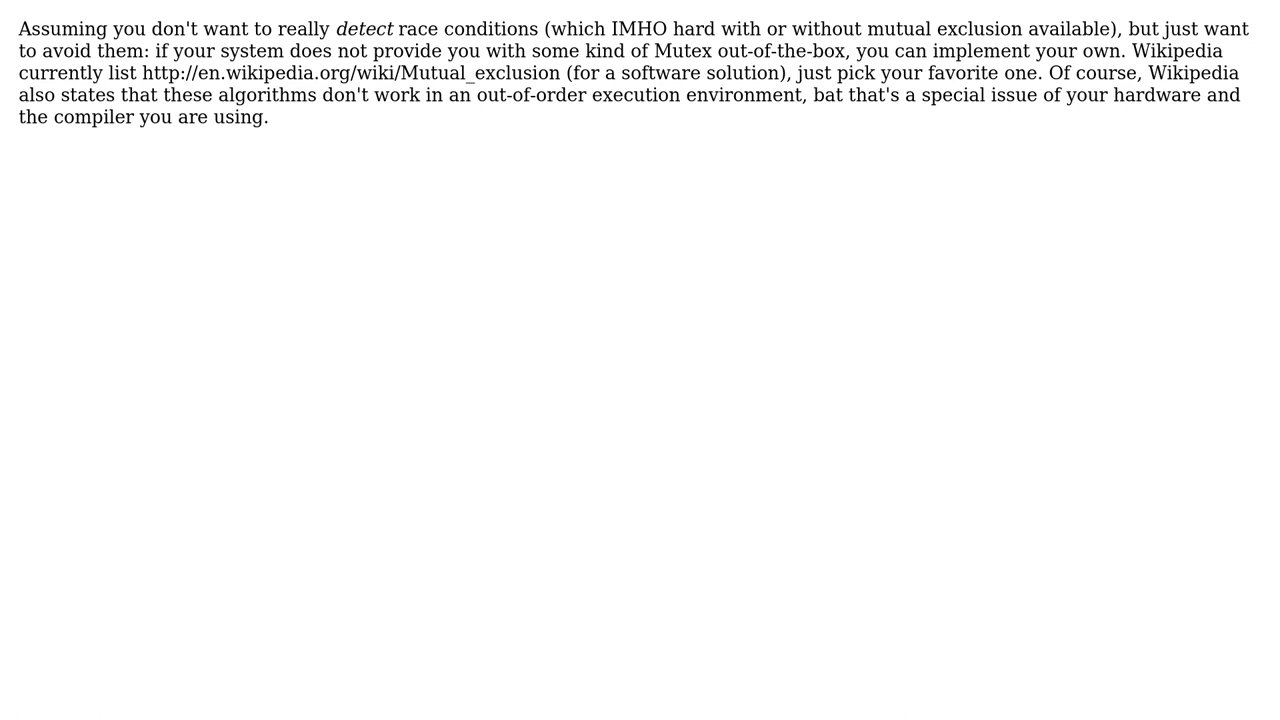 Assuming you don't want to really detect race conditions (which IMHO hard with or without mutual exclusion available), but just want
to avoid them: if your system does not provide you with some kind of Mutex out-of-the-box, you can implement your own. Wikipedia
currently list http://en.wikipedia.org/wiki/Mutual_exclusion (for a software solution), just pick your favorite one. Of course, Wikipedia
also states that these algorithms don't work in an out-of-order execution environment, bat that's a special issue of your hardware and
the compiler you are using.